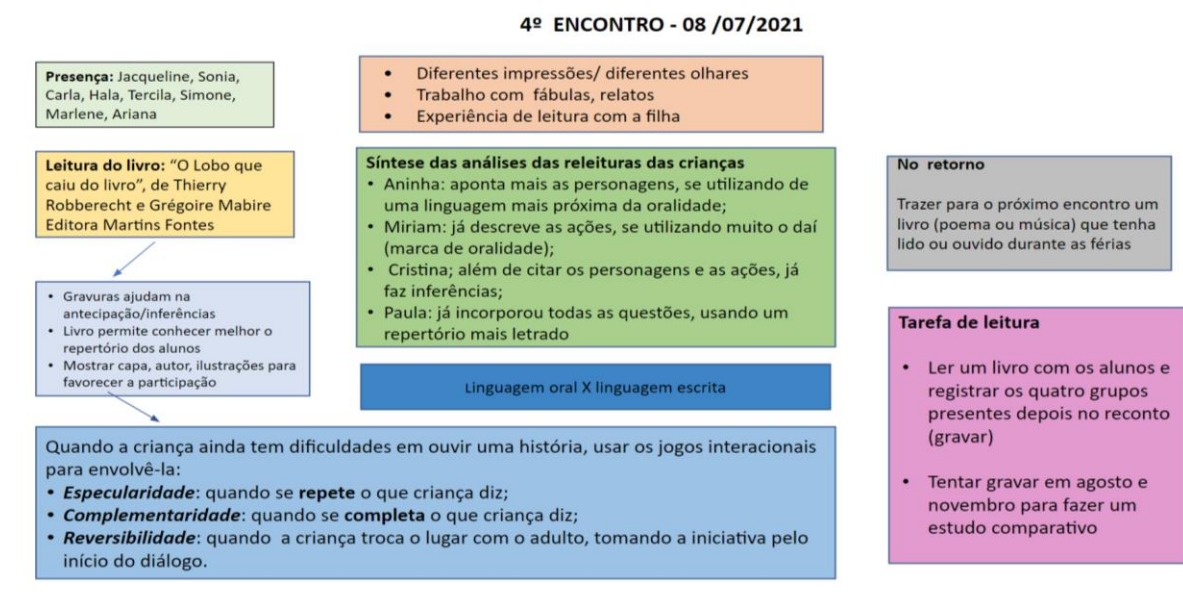 4º ENCONTRO - 08 /07/2021
Presença: Jacqueline, Sonia,
Carla, Hala, Tercila, Simone,
Marlene, Ariana
Leitura do livro: “O Lobo que
caiu do livro”, de Thierry
Robberecht e Grégoire Mabire
Editora Martins Fontes
• Gravuras ajudam na
antecipação/inferências
• Livro permite conhecer melhor o
repertório dos alunos
• Mostrar capa, autor, ilustrações para
favorecer a participação
• Diferentes impressões/ diferentes olhares
• Trabalho com fábulas, relatos
• Experiência de leitura com a filha
Síntese das análises das releituras das crianças
• Aninha: aponta mais as personagens, se utilizando de
uma linguagem mais próxima da oralidade;
• Miriam: já descreve as ações, se utilizando muito o daí
(marca de oralidade);
• Cristina; além de citar os personagens e as ações, já
faz inferências;
• Paula: já incorporou todas as questões, usando um
repertório mais letrado
Linguagem oral X linguagem escrita
Quando a criança ainda tem dificuldades em ouvir uma história, usar os jogos interacionais
para envolvê-la:
• Especularidade: quando se repete o que criança diz;
• Complementaridade: quando se completa o que criança diz;
• Reversibilidade: quando a criança troca o lugar com o adulto, tomando a iniciativa pelo
início do diálogo.
No retorno
Trazer para o próximo encontro um
livro (poema ou música) que tenha
lido ou ouvido durante as férias
Tarefa de leitura
• Ler um livro com os alunos e
registrar os quatro grupos
presentes depois no reconto
(gravar)
• Tentar gravar em agosto e
novembro para fazer um
estudo comparativo